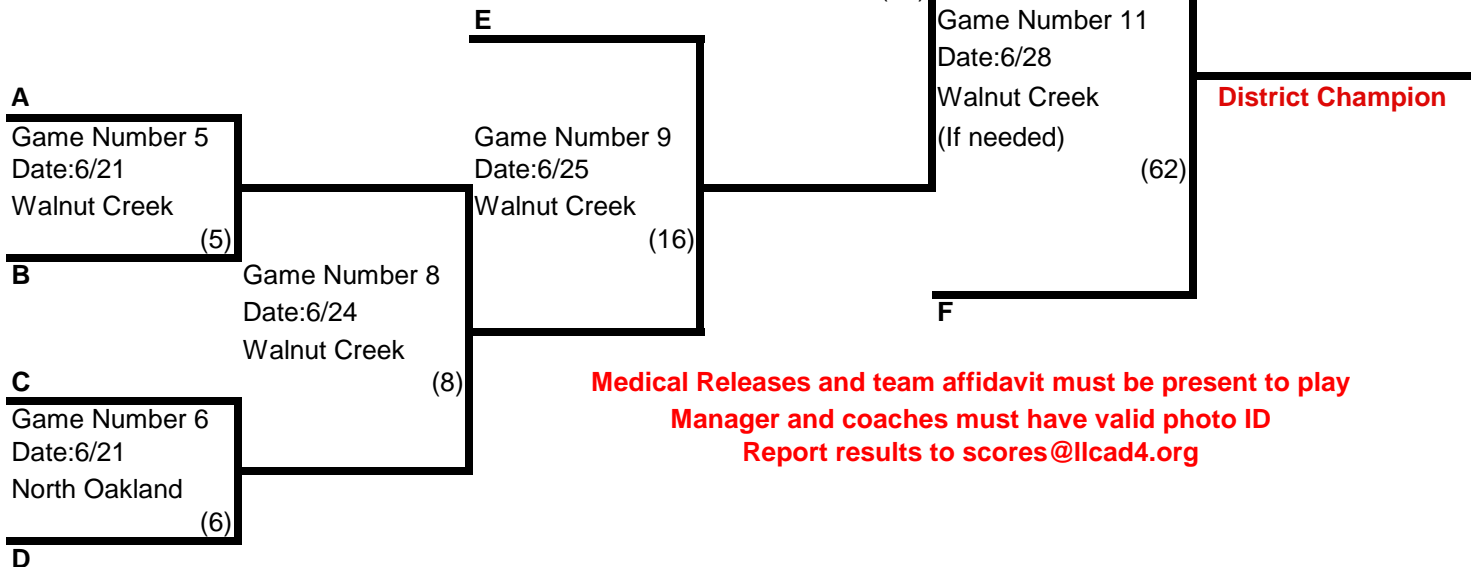 E
Game Number 11
Date:6/28
Walnut Creek
(If needed)
(62)
District Champion
A
Game Number 5
Date:6/21
Walnut Creek
(5)
B
Game Number 9
Date:6/25
Walnut Creek
(16)
Game Number 8
Date:6/24
Walnut Creek
(8)
F
C
Game Number 6
Date:6/21
North Oakland
(6)
D
Medical Releases and team affidavit must be present to play
Manager and coaches must have valid photo ID
Report results to scores@llcad4.org